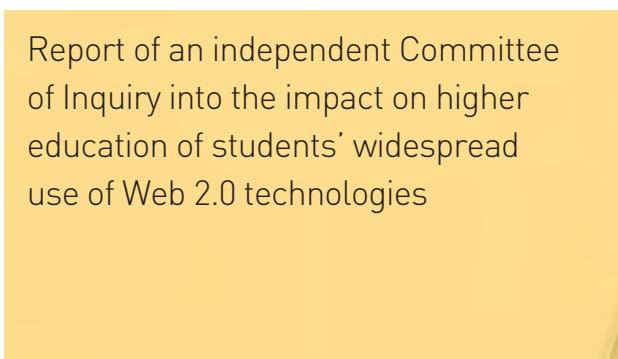 Report of an independent Committee
of Inquiry into the impact on higher
education of students’ widespread
use of Web 2.0 technologies